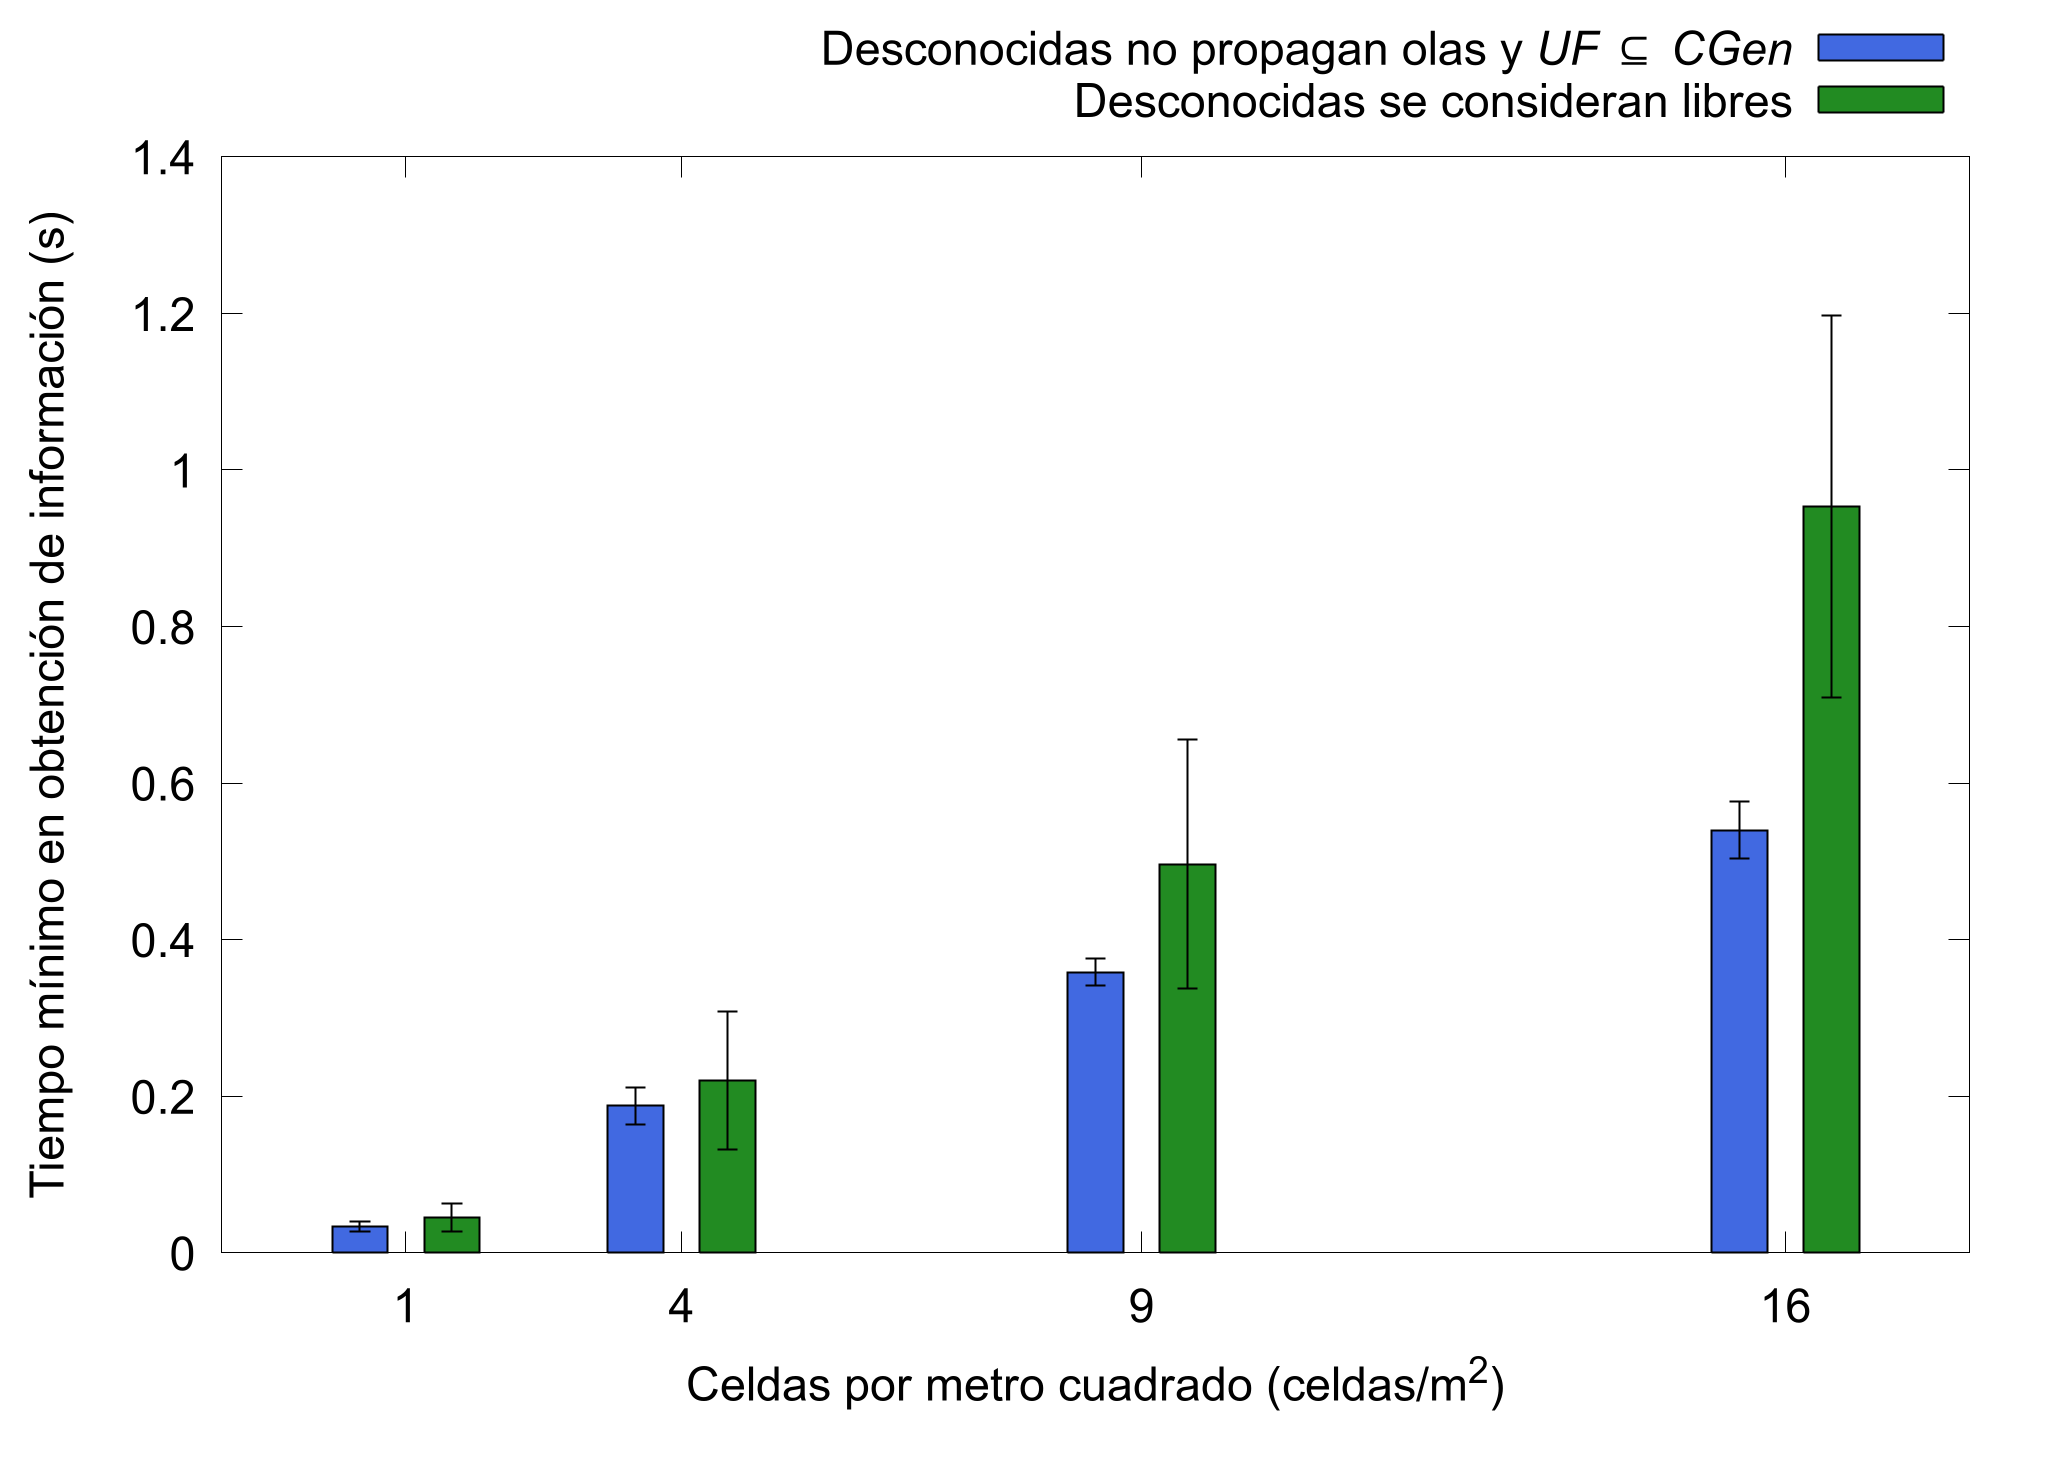 Desconocidas no propagan olas y UF ⊆ CGen
Desconocidas se consideran libres
Tiempo mínimo en obtención de información (s)
1.4
1.2
1
0.8
0.6
0.4
0.2
0
1 4 9 16
Celdas por metro cuadrado (celdas/m²)